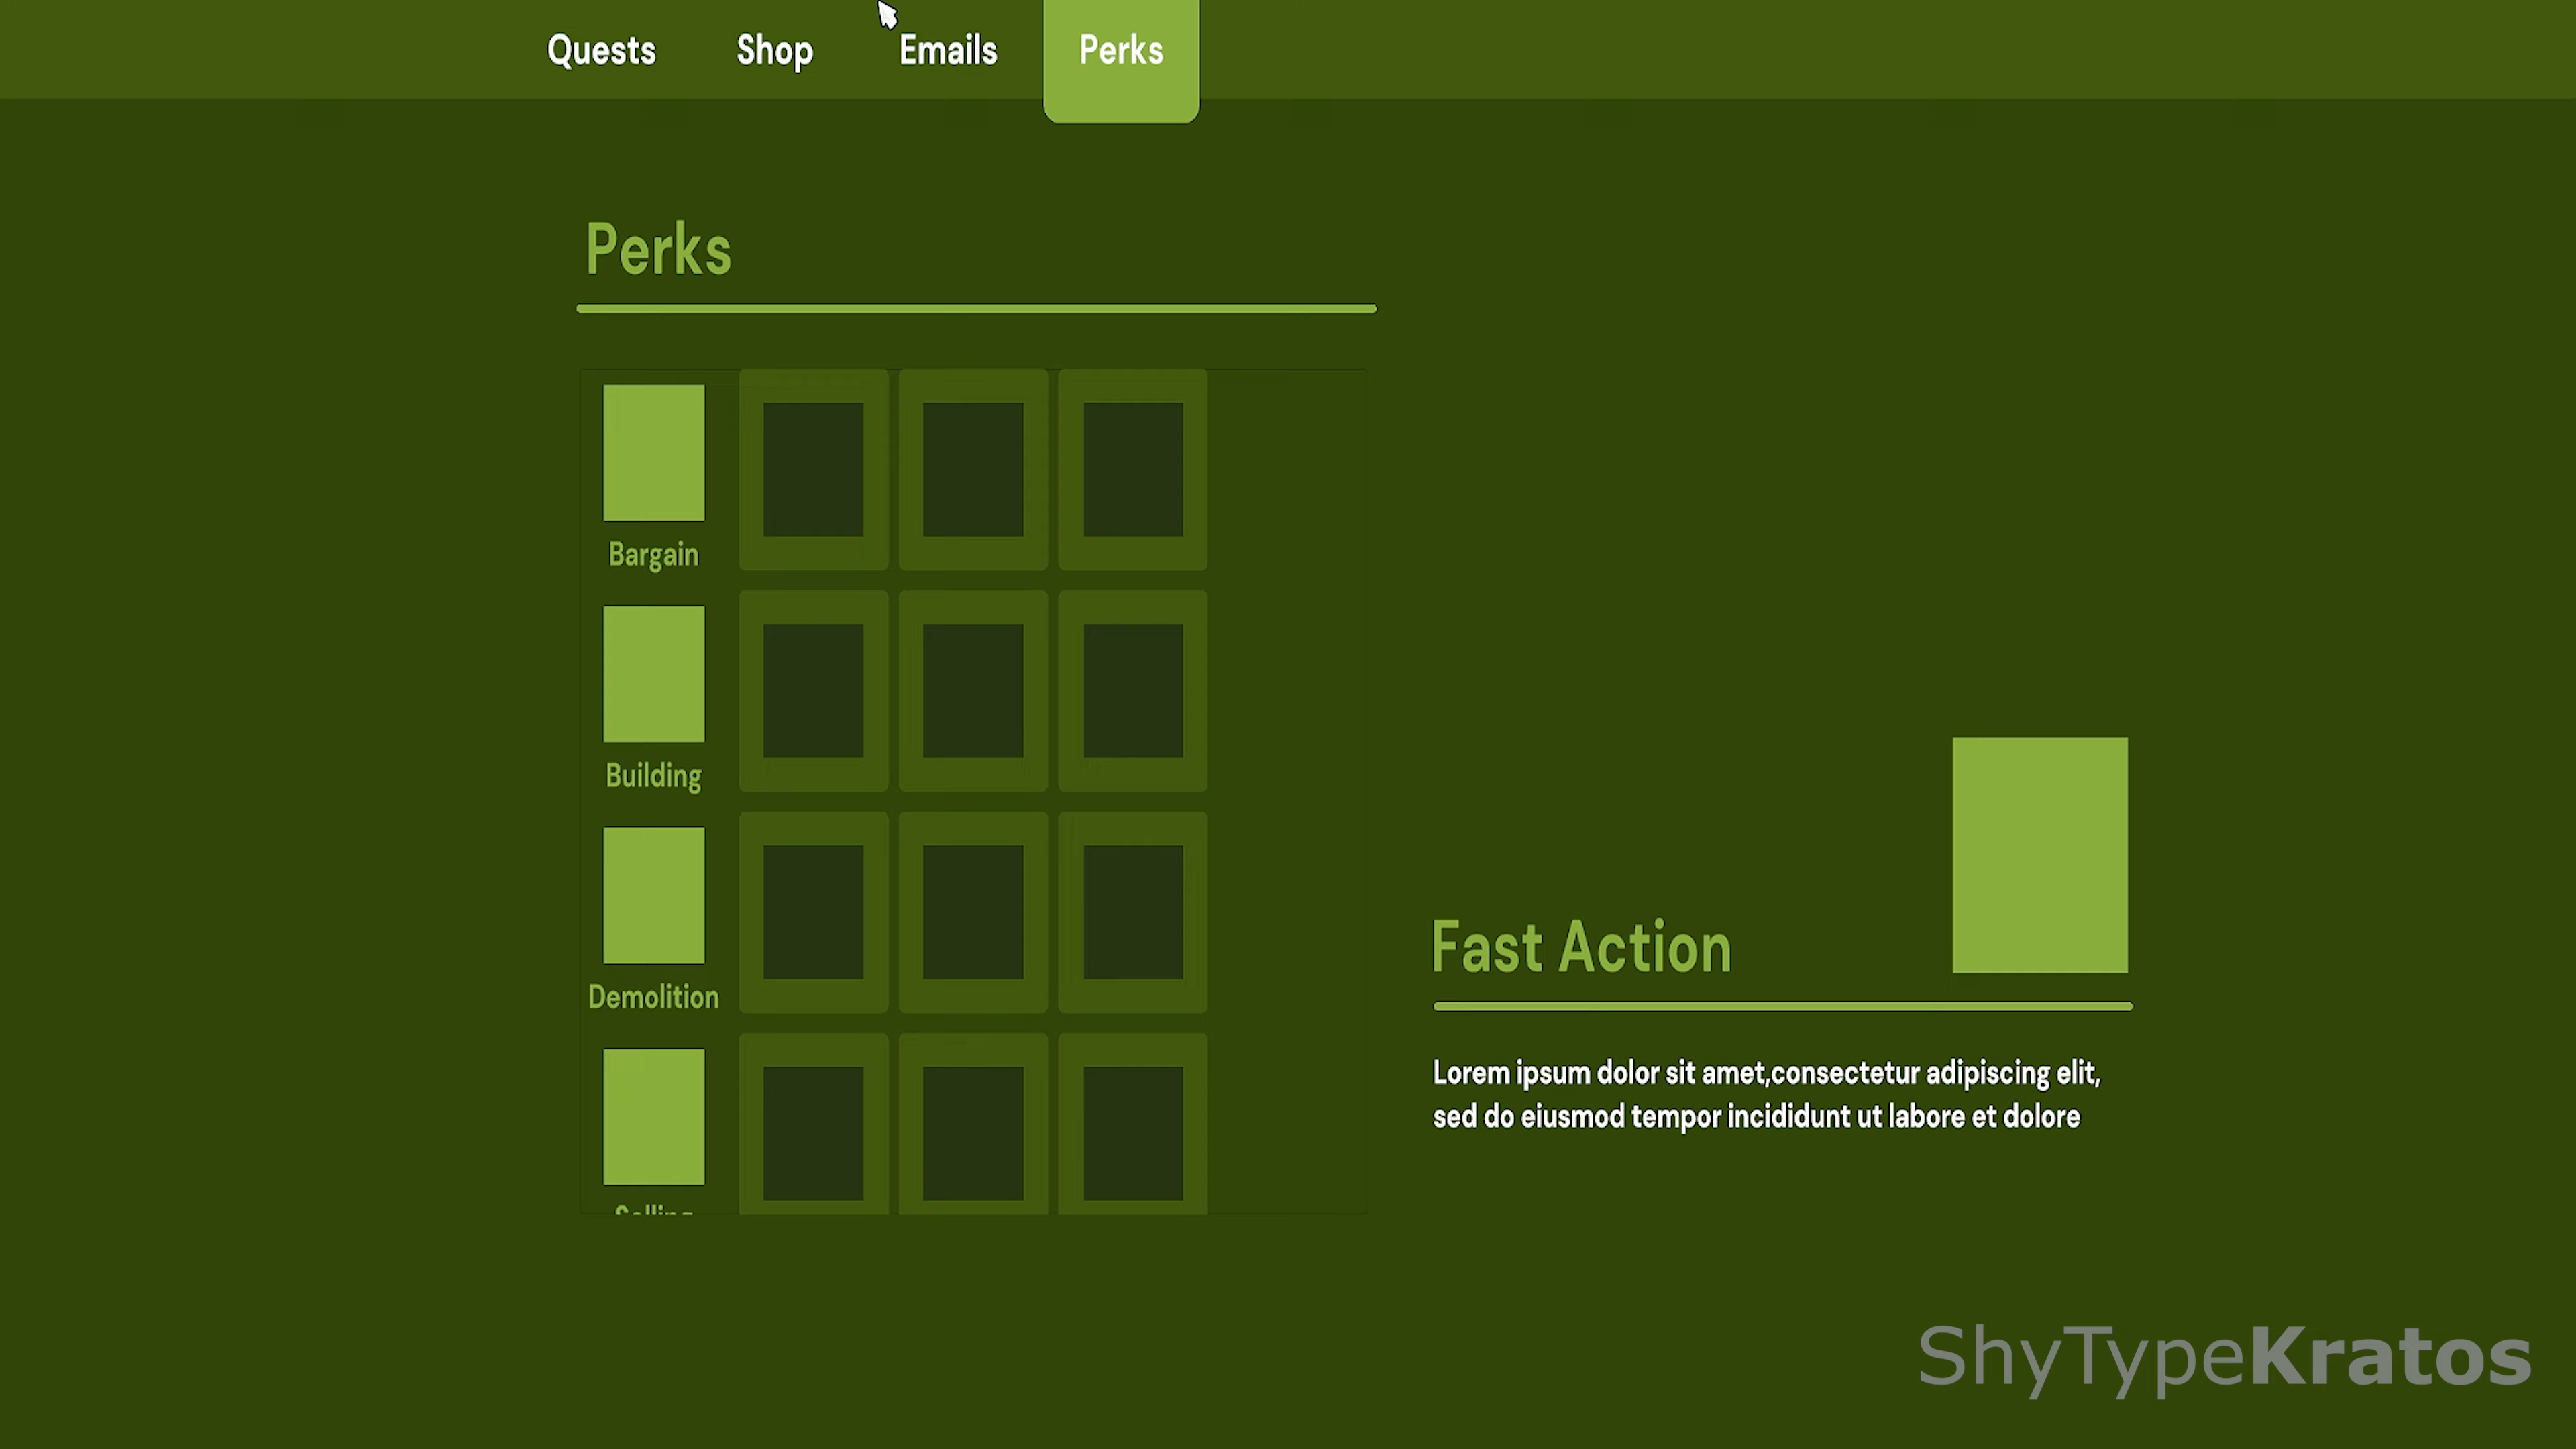 Quests
Shop
Emails
Perks
Perks
Bargain
Building
Demolition
Selling
Fast Action
Lorem ipsum dolor sit amet,consectetur adipiscing elit,
sed do eiusmod tempor incididunt ut labore et dolore
ShyTypeKratos